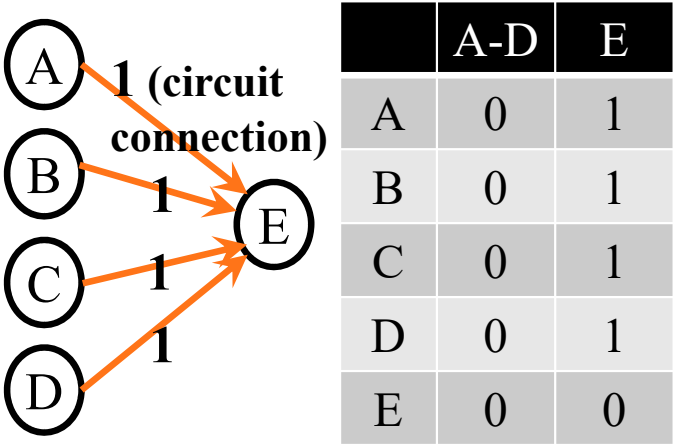 A
1 (circuit
connection)
B
1
E
C
1
D
1
A-D E
A 0 1
B 0 1
C 0 1
D 0 1
E 0 0